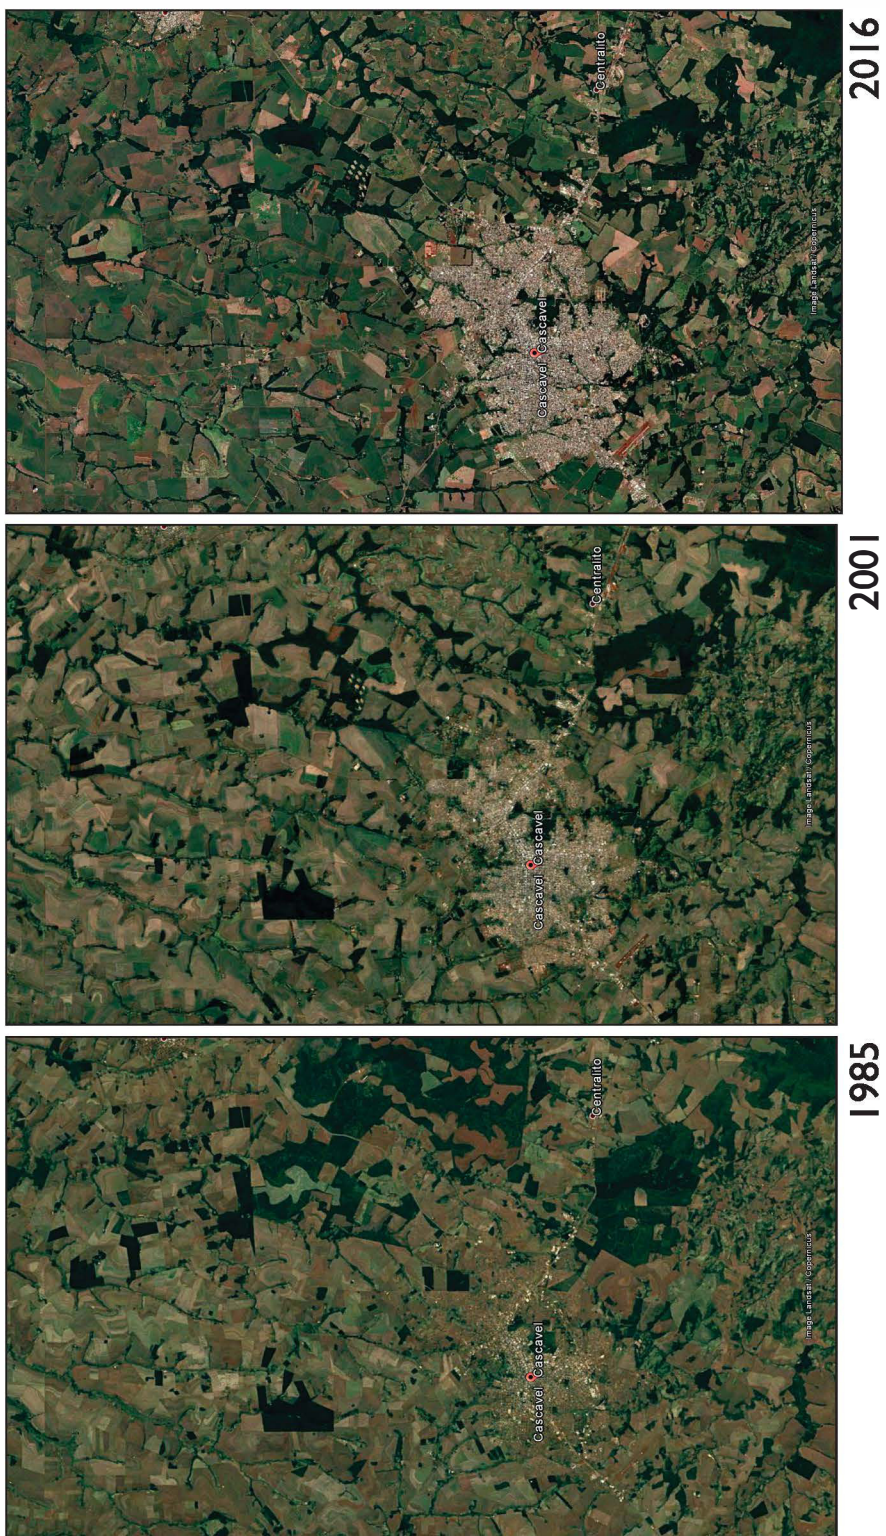 Cascavel Cascavel
Centralito
Image Landsat / Copernicus
1985
Cascavel Cascavel
Centralito
Image Landsat / Copernicus
2001
Cascavel Cascavel
Centralito
Image Landsat / Copernicus
2016